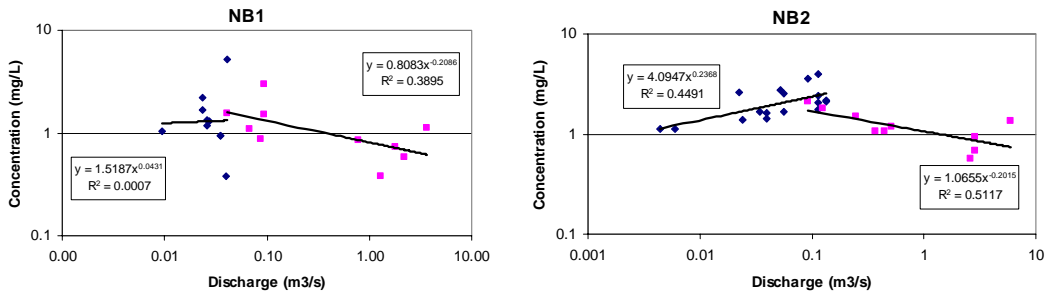 NB1
10
1
0.1
Concentration (mg/L)
y = 0.8083x^-0.2086
R² = 0.3895
y = 1.5187x^0.0431
R² = 0.0007
0.00 0.01 0.10 1.00 10.00
Discharge (m3/s)
NB2
10
1
0.1
Concentration (mg/L)
y = 4.0947x^0.2368
R² = 0.4491
y = 1.0655x^-0.2015
R² = 0.5117
0.001 0.01 0.1 1 10
Discharge (m3/s)